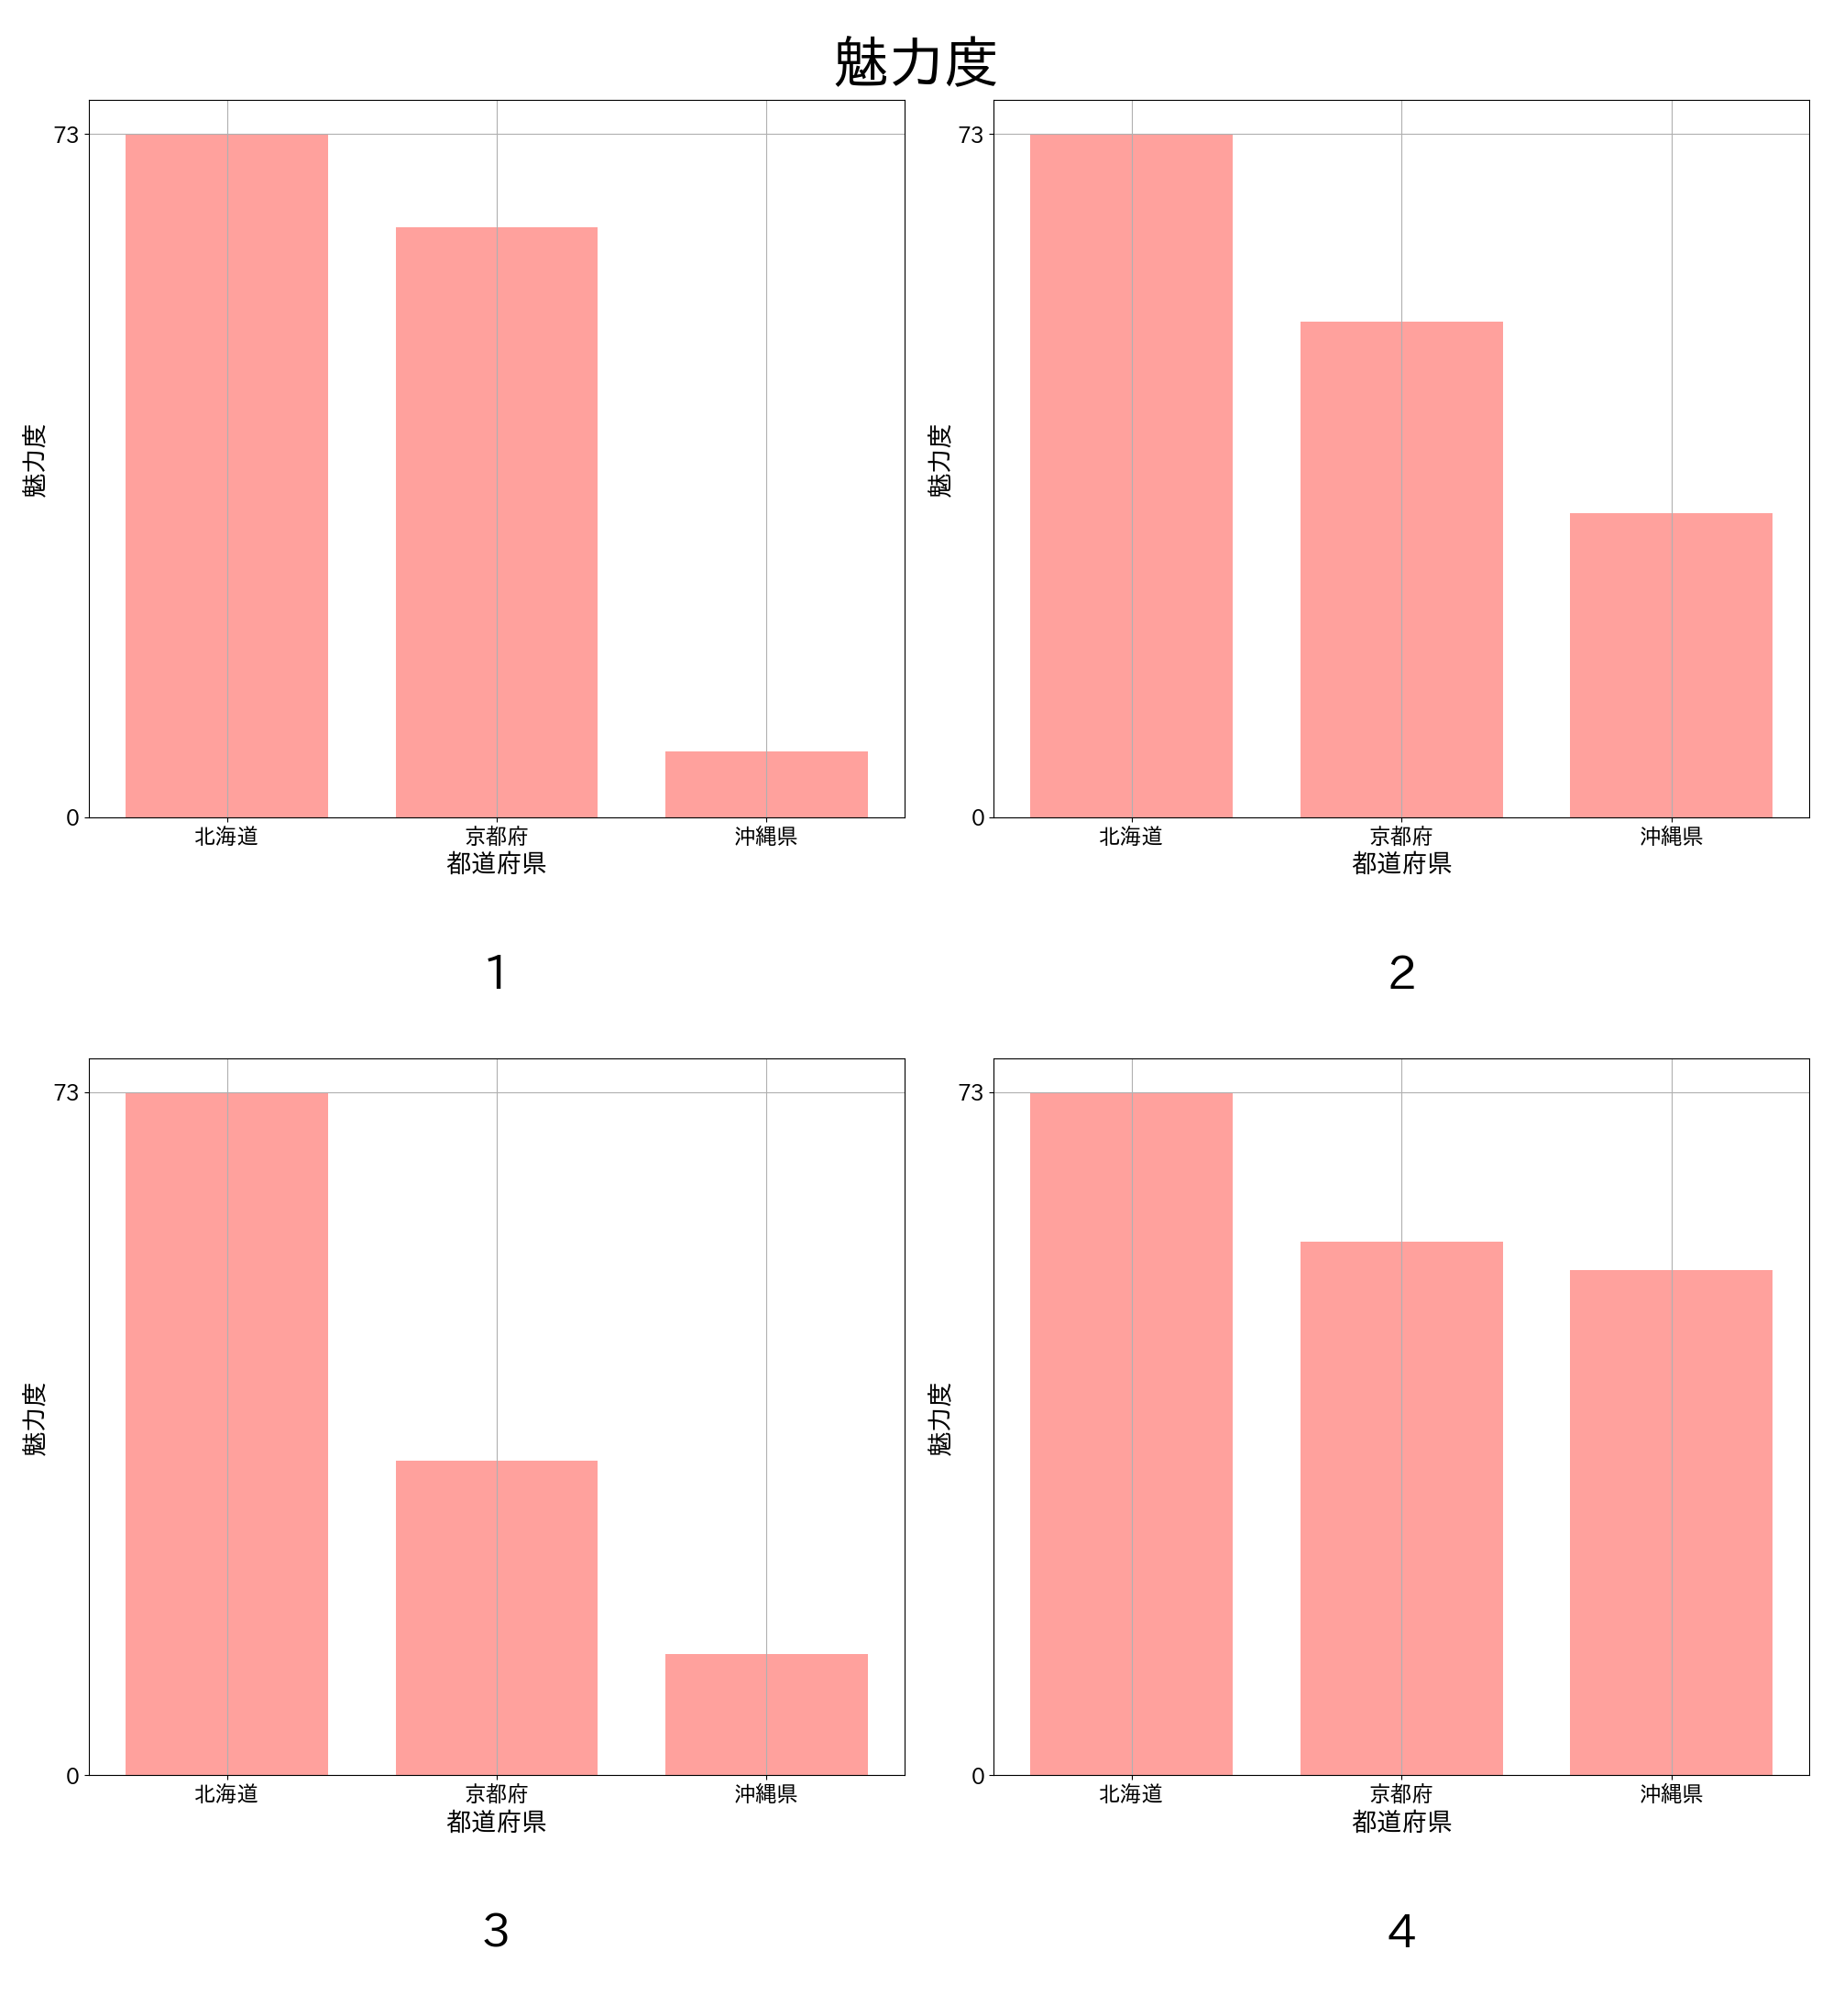 魅力度
73
魅力度
0
北海道 京都府 沖縄県
都道府県
1
73
魅力度
0
北海道 京都府 沖縄県
都道府県
2
73
魅力度
0
北海道 京都府 沖縄県
都道府県
3
73
魅力度
0
北海道 京都府 沖縄県
都道府県
4